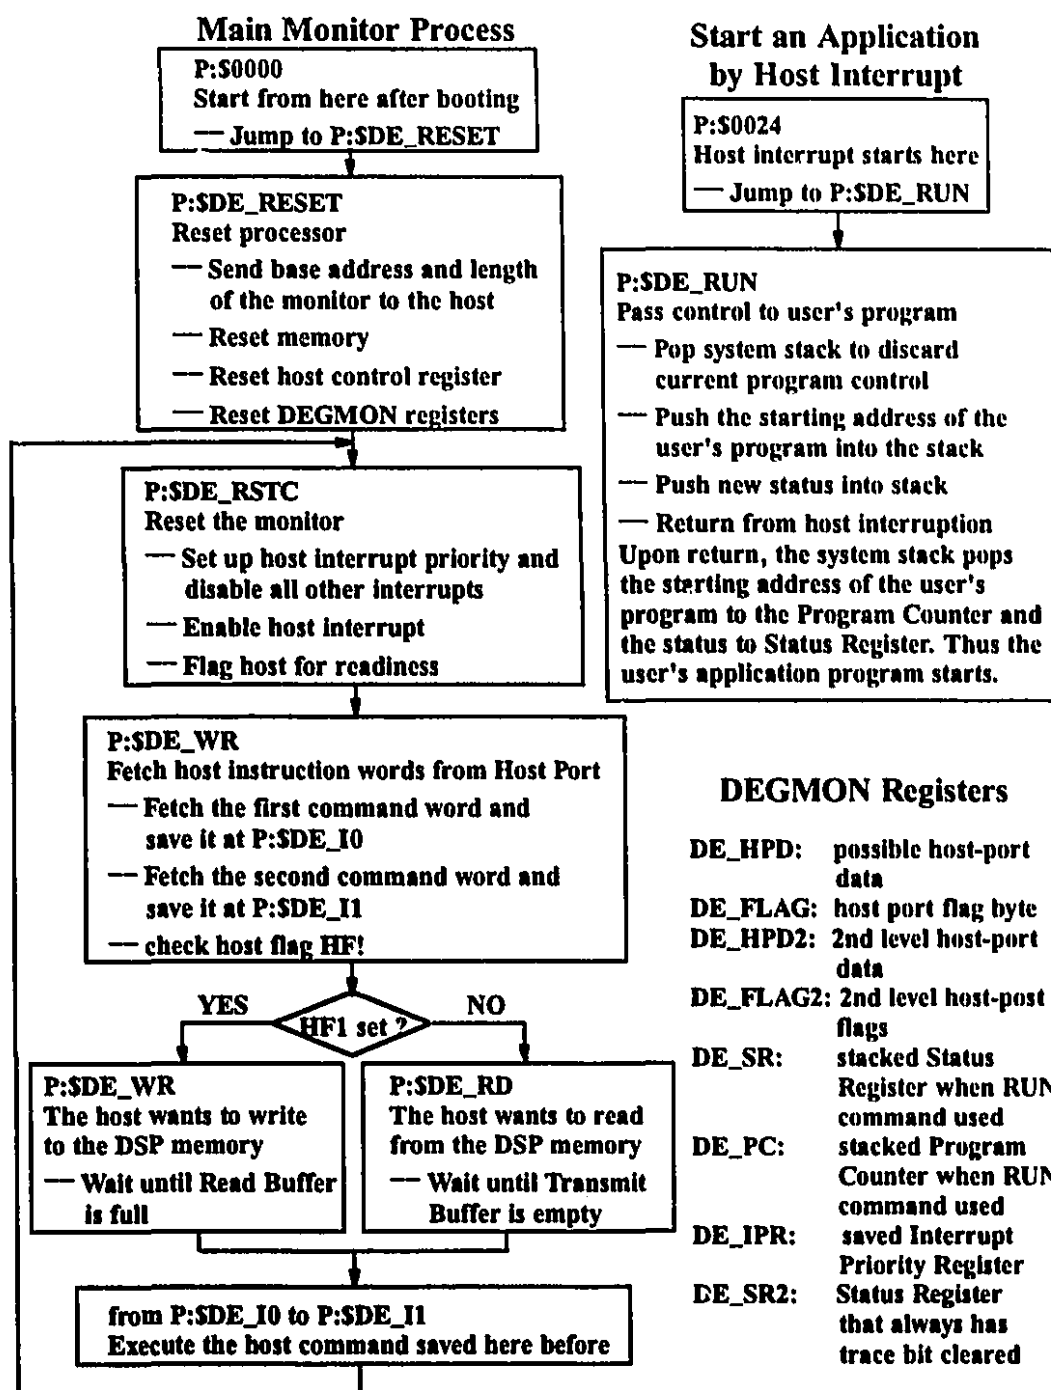 Main Monitor Process
P:$0000
Start from here after booting
— Jump to P:$DE_RESET
P:$DE_RESET
Reset processor
— Send base address and length
of the monitor to the host
— Reset memory
— Reset host control register
— Reset DEGMON registers
P:$DE_RSTC
Reset the monitor
— Set up host interrupt priority and
disable all other interrupts
— Enable host interrupt
— Flag host for readiness
P:$DE_WR
Fetch host instruction words from Host Port
— Fetch the first command word and
save it at P:$DE_I0
— Fetch the second command word and
save it at P:$DE_I1
— check host flag HF!
YES
HF1 set ?
NO
P:$DE_WR
The host wants to write
to the DSP memory
— Wait until Read Buffer
is full
P:$DE_RD
The host wants to read
from the DSP memory
— Wait until Transmit
Buffer is empty
from P:$DE_I0 to P:$DE_I1
Execute the host command saved here before
Start an Application
by Host Interrupt
P:$0024
Host interrupt starts here
— Jump to P:$DE_RUN
P:$DE_RUN
Pass control to user's program
— Pop system stack to discard
current program control
— Push the starting address of the
user's program into the stack
— Push new status into stack
— Return from host interruption
Upon return, the system stack pops
the starting address of the user's
program to the Program Counter and
the status to Status Register. Thus the
user's application program starts.
DEGMON Registers
DE_HPD: possible host-port
data
DE_FLAG: host port flag byte
DE_HPD2: 2nd level host-port
data
DE_FLAG2: 2nd level host-post
flags
DE_SR: stacked Status
Register when RUN
command used
DE_PC: stacked Program
Counter when RUN
command used
DE_IPR: saved Interrupt
Priority Register
DE_SR2: Status Register
that always has
trace bit cleared